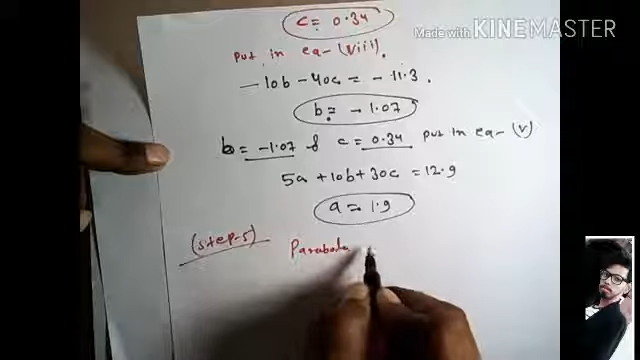 c = 0.34
Made with KINEMASTER
put in eq-(viii).
-10b - 40c = -11.3.
b = -1.07
b = -1.07 & c = 0.34 put in eq-(v)
5a + 10b + 30c = 12.9
a = 1.9
(step-5) Parabola